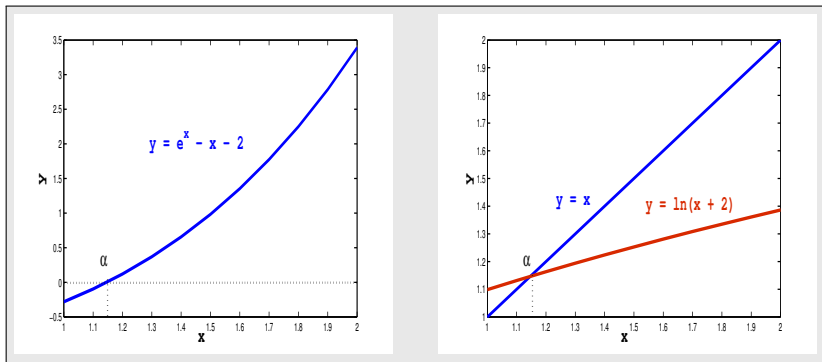 3.5
3
2.5
2
1.5
1
0.5
0
−0.5
y = e^x − x − 2
α
Y
1 1.1 1.2 1.3 1.4 1.5 1.6 1.7 1.8 1.9 2
x
2
1.9
1.8
1.7
1.6
1.5
1.4
1.3
1.2
1.1
1
y = x
y = ln(x + 2)
α
Y
1 1.1 1.2 1.3 1.4 1.5 1.6 1.7 1.8 1.9 2
x